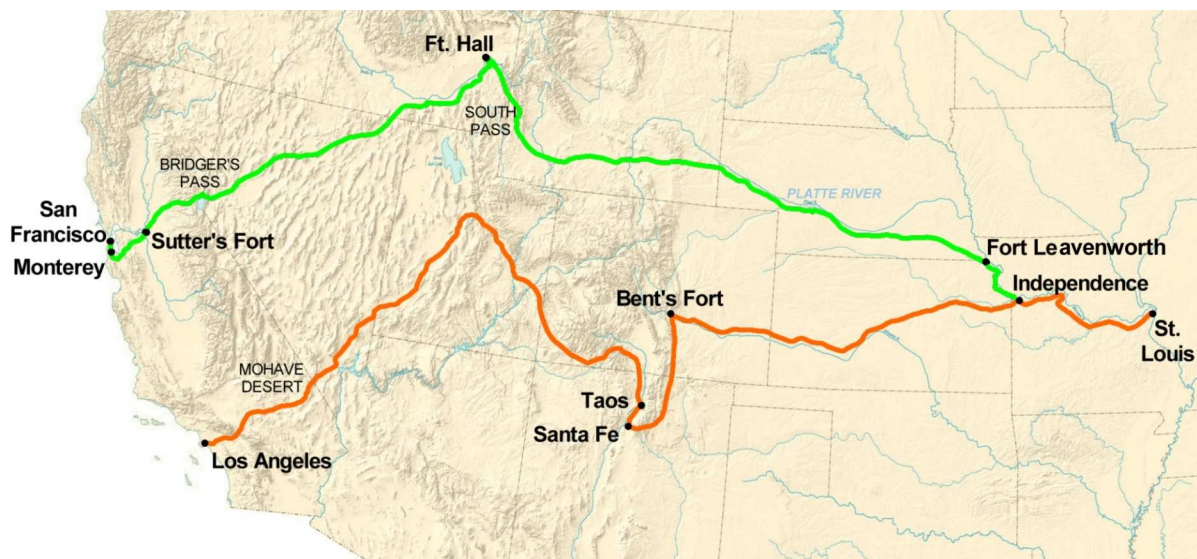 Ft. Hall
SOUTH
PASS
BRIDGER'S
PASS
PLATTE RIVER
San
Francisco
Sutter's Fort
Monterey
Fort Leavenworth
Independence
Bent's Fort
St.
Louis
MOHAVE
DESERT
Taos
Santa Fe
Los Angeles